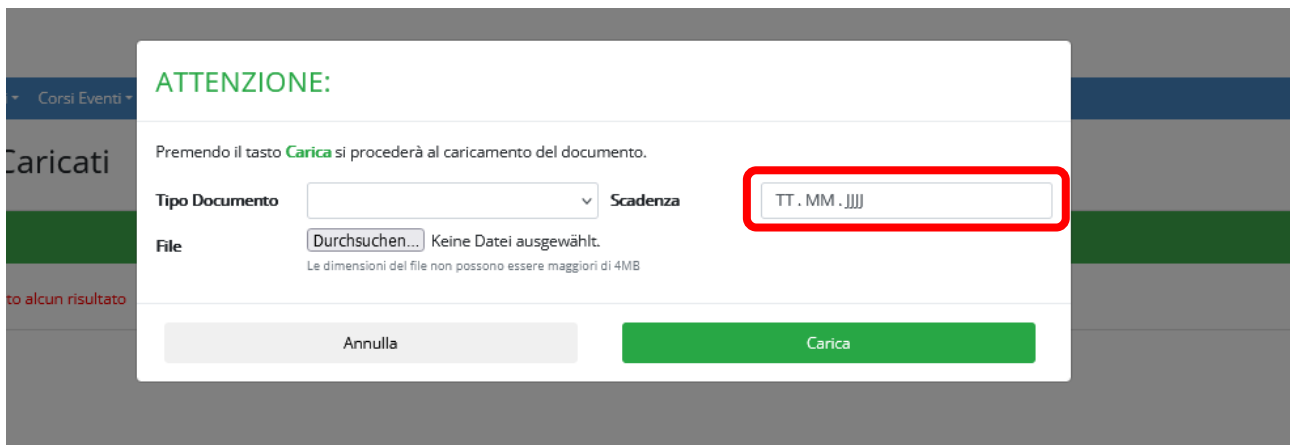 ATTENZIONE:
Corsi Eventi
Caricati
Premendo il tasto Carica si procederà al caricamento del documento.
Tipo Documento
Scadenza
TT . MM . JJJJ
File
Durchsuchen... Keine Datei ausgewählt.
Le dimensioni del file non possono essere maggiori di 4MB
alcun risultato
Annulla
Carica